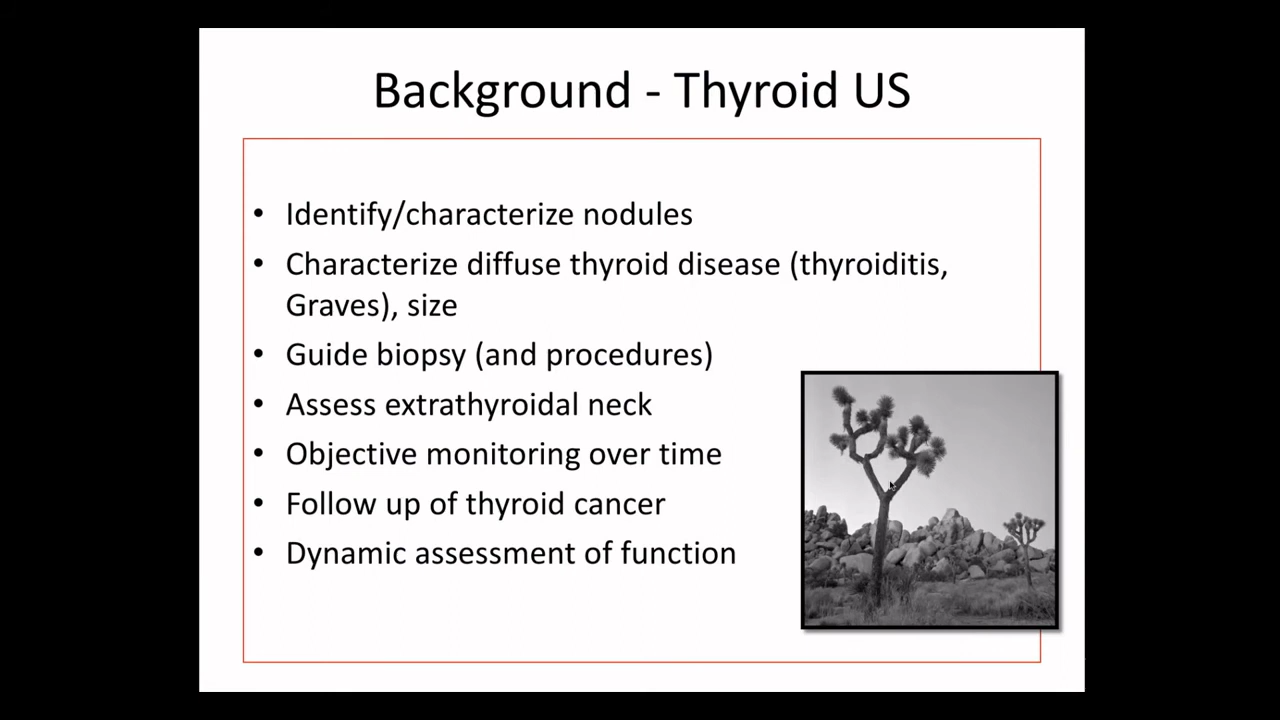 Background - Thyroid US
• Identify/characterize nodules
• Characterize diffuse thyroid disease (thyroiditis,
Graves), size
• Guide biopsy (and procedures)
• Assess extrathyroidal neck
• Objective monitoring over time
• Follow up of thyroid cancer
• Dynamic assessment of function